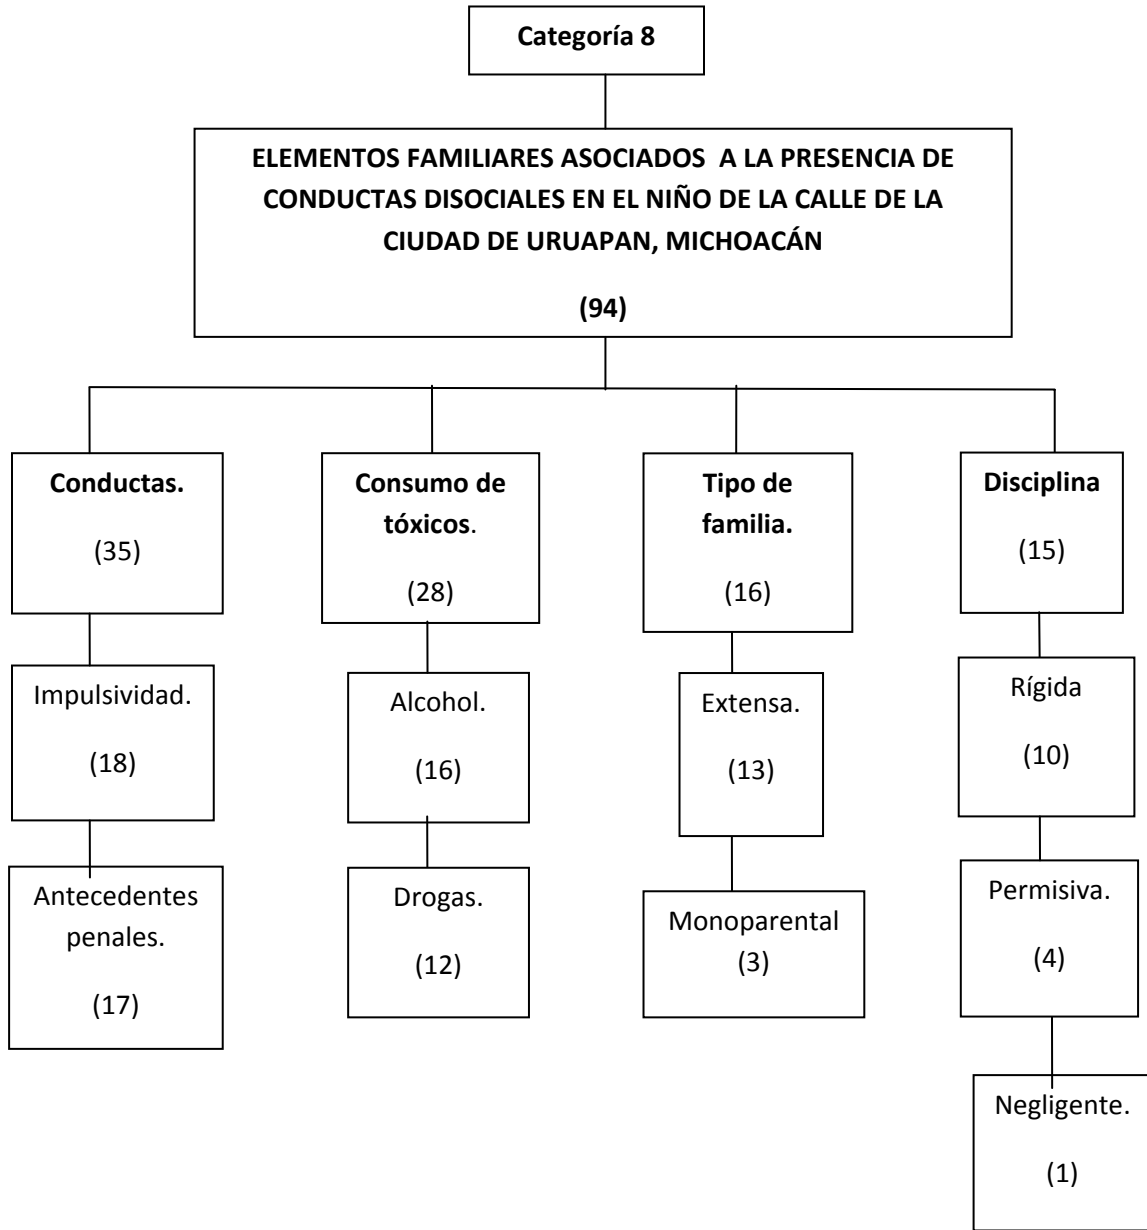 Categoría 8
ELEMENTOS FAMILIARES ASOCIADOS A LA PRESENCIA DE
CONDUCTAS DISOCIALES EN EL NIÑO DE LA CALLE DE LA
CIUDAD DE URUAPAN, MICHOACÁN
(94)
Conductas.
(35)
Impulsividad.
(18)
Antecedentes
penales.
(17)
Consumo de
tóxicos.
(28)
Alcohol.
(16)
Drogas.
(12)
Tipo de
familia.
(16)
Extensa.
(13)
Monoparental
(3)
Disciplina
(15)
Rígida
(10)
Permisiva.
(4)
Negligente.
(1)